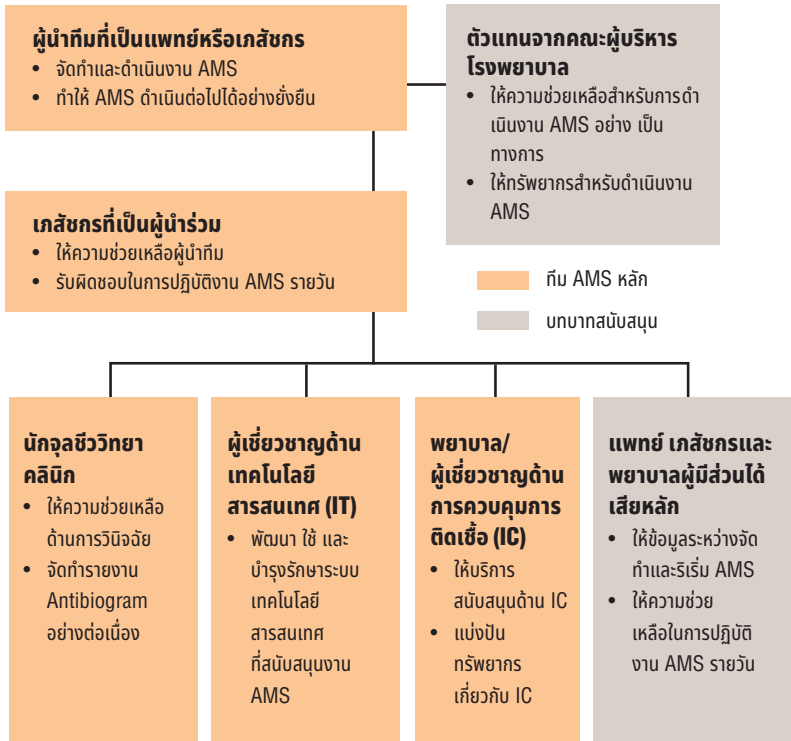 ผู้นำทีมที่เป็นแพทย์หรือเภสัชกร
• จัดทำและดำเนินงาน AMS
• ทำให้ AMS ดำเนินต่อไปได้อย่างยั่งยืน
ตัวแทนจากคณะผู้บริหาร
โรงพยาบาล
• ให้ความช่วยเหลือสำหรับการดำ
เนินงาน AMS อย่าง เป็น
ทางการ
• ให้ทรัพยากรสำหรับดำเนินงาน
AMS
เภสัชกรที่เป็นผู้นำร่วม
• ให้ความช่วยเหลือผู้นำทีม
• รับผิดชอบในการปฏิบัติงาน AMS รายวัน
ทีม AMS หลัก
บทบาทสนับสนุน
นักจุลชีววิทยา
คลินิก
• ให้ความช่วยเหลือ
ด้านการวินิจฉัย
• จัดทำรายงาน
Antibiogram
อย่างต่อเนื่อง
ผู้เชี่ยวชาญด้าน
เทคโนโลยี
สารสนเทศ (IT)
• พัฒนา ใช้ และ
บำรุงรักษาระบบ
เทคโนโลยี
สารสนเทศ
ที่สนับสนุนงาน
AMS
พยาบาล/
ผู้เชี่ยวชาญด้าน
การควบคุมการ
ติดเชื้อ (IC)
• ให้บริการ
สนับสนุนด้าน IC
• แบ่งปัน
ทรัพยากร
เกี่ยวกับ IC
แพทย์ เภสัชกรและ
พยาบาลผู้มีส่วนได้
เสียหลัก
• ให้ข้อมูลระหว่างจัด
ทำและริเริ่ม AMS
• ให้ความช่วย
เหลือในการปฏิบัติ
งาน AMS รายวัน